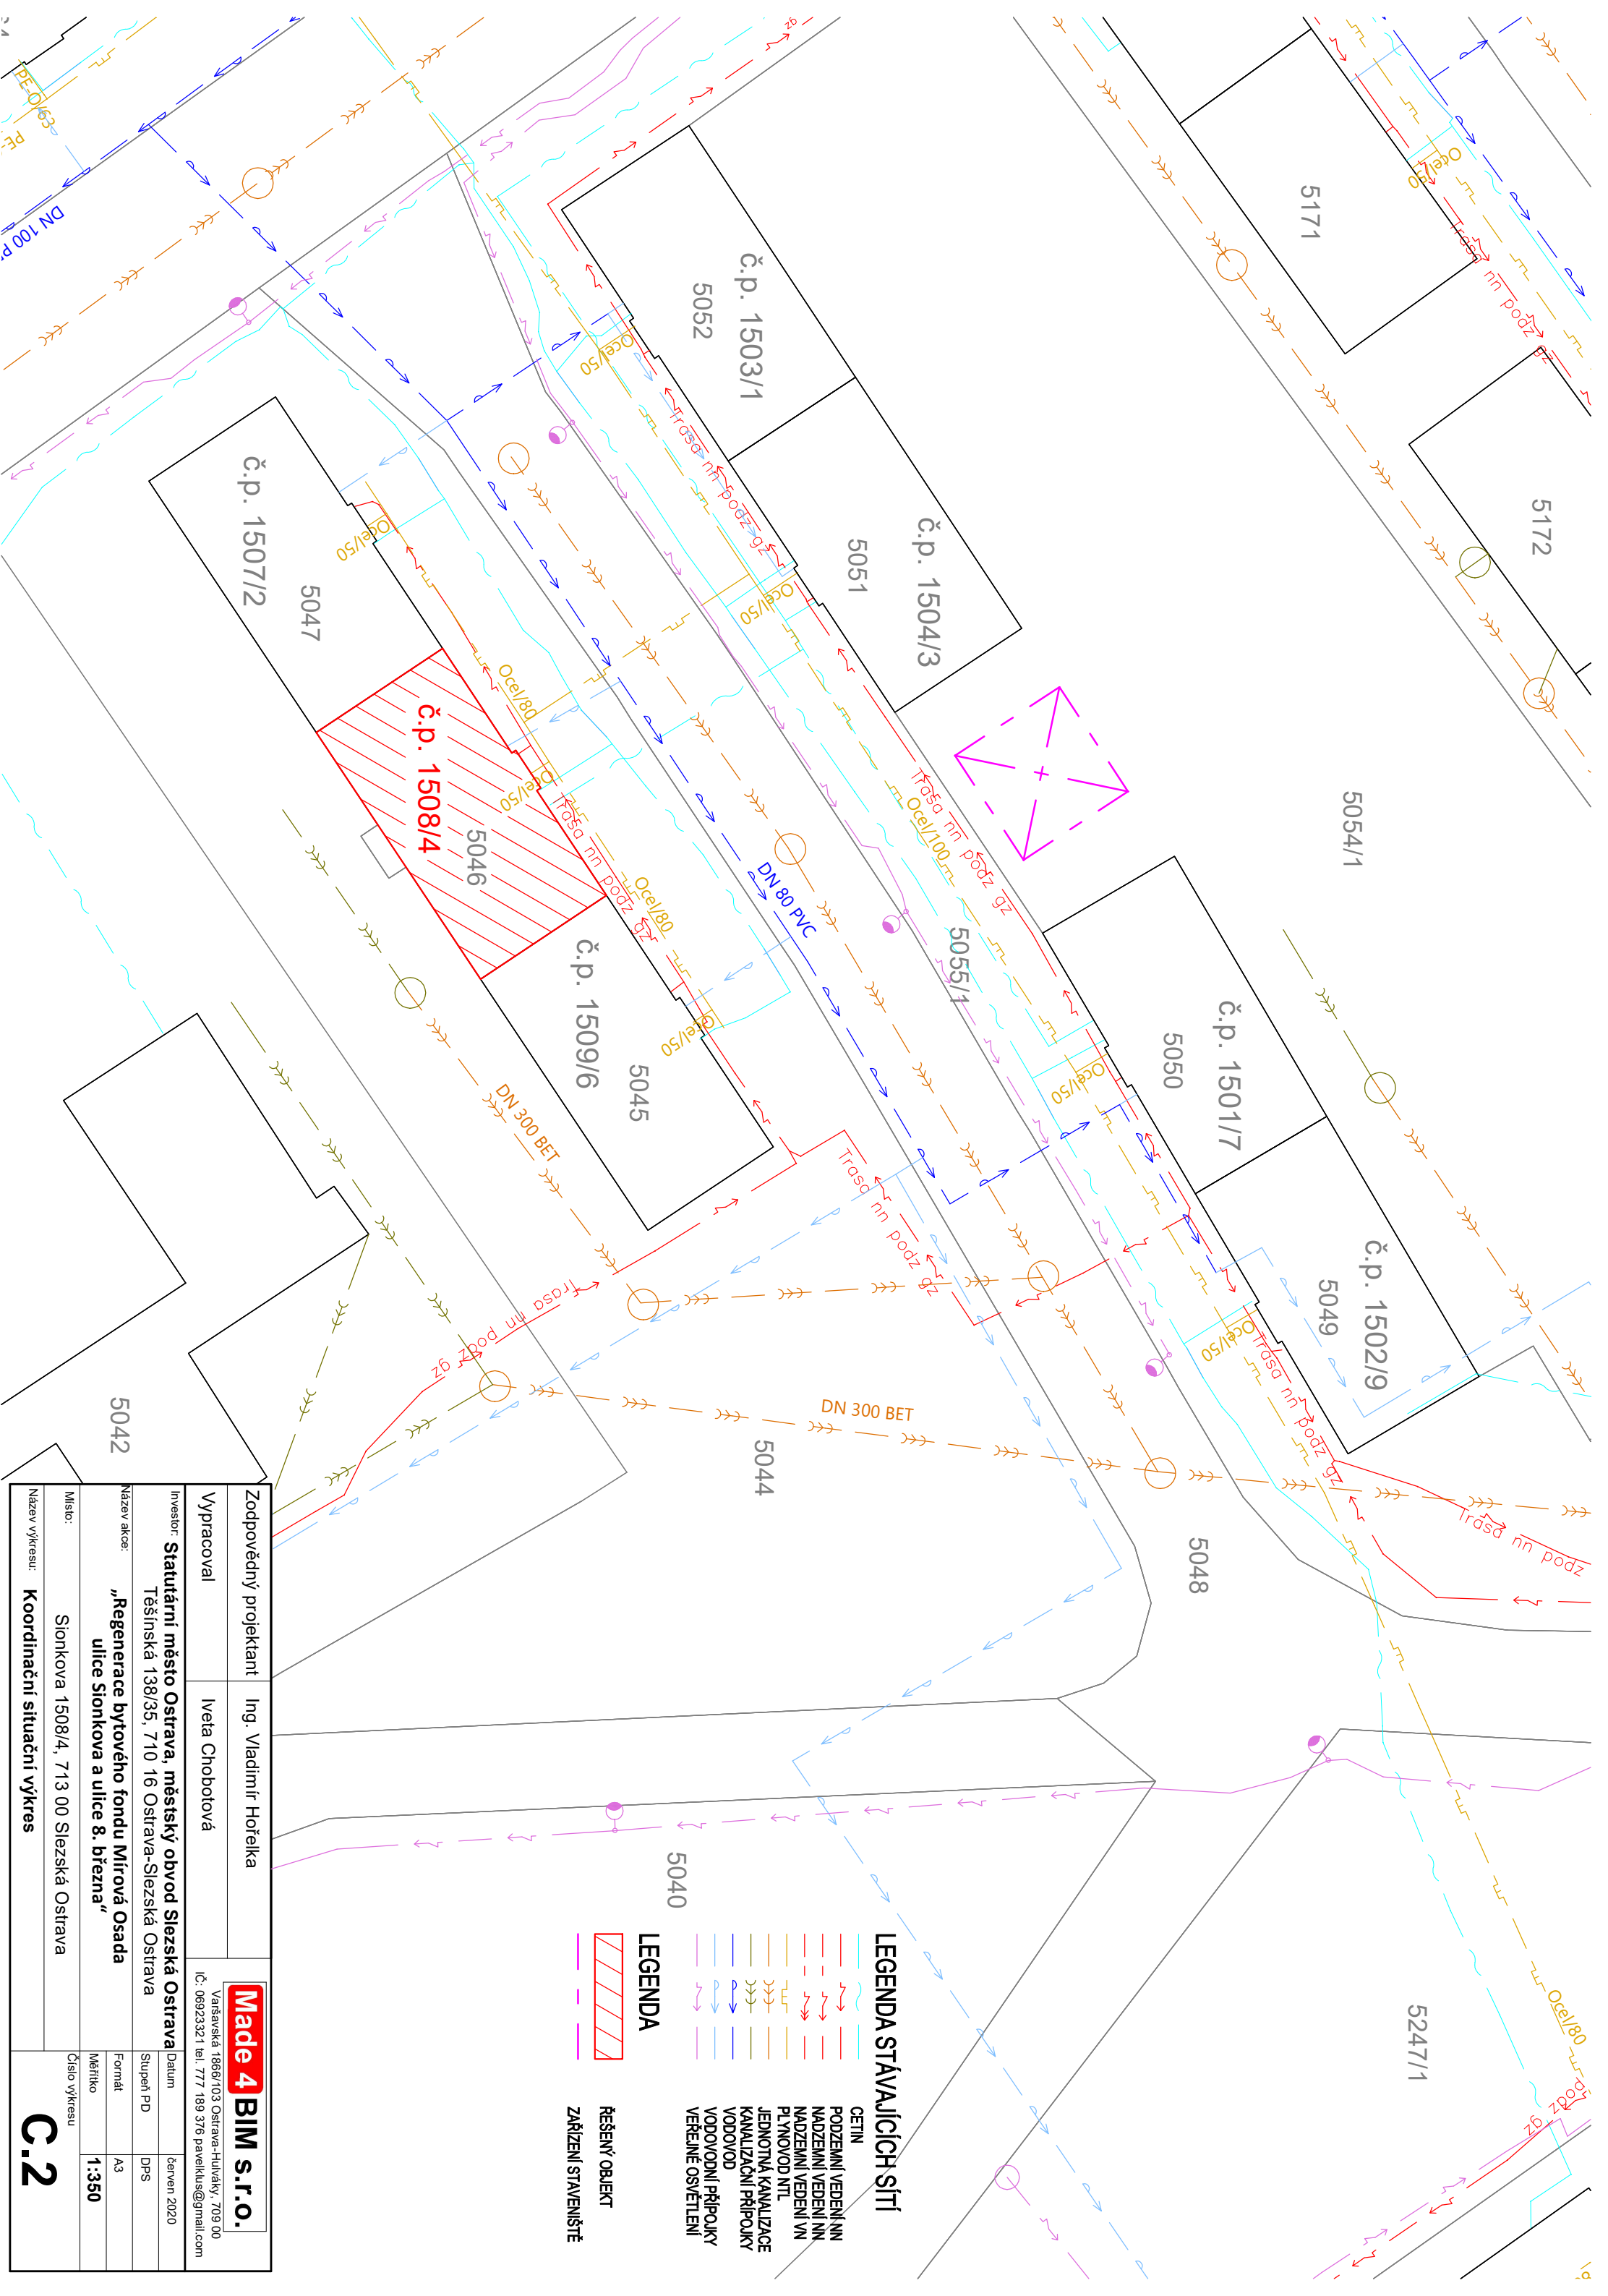 5171
5172
5054/1
č.p. 1503/1
5052
č.p. 1504/3
5051
č.p. 1501/7
5050
č.p. 1502/9
5049
č.p. 1507/2
5047
č.p. 1508/4
5046
č.p. 1509/6
5045
5055/1
5048
5044
5042
5040
5247/1
PE-O/63
PE-
DN 100 P
DN 80 PVC
DN 300 BET
DN 300 BET
Ocel/50
Ocel/50
Ocel/50
Ocel/50
Ocel/50
Ocel/50
Ocel/50
Ocel/50
Ocel/80
Ocel/80
Ocel/80
Ocel/100
Trasa nn podz gz
Trasa nn podz gz
Trasa nn podz gz
Trasa nn podz gz
Trasa nn podz gz
Trasa nn podz gz
Trasa nn podz gz
Trasa nn podz
podz gz
gz
LEGENDA STÁVAJÍCÍCH SÍTÍ
CETIN
PODZEMNÍ VEDENÍ NN
NADZEMNÍ VEDENÍ NN
NADZEMNÍ VEDENÍ VN
PLYNOVOD NTL
JEDNOTNÁ KANALIZACE
KANALIZAČNÍ PŘÍPOJKY
VODOVOD
VODOVODNÍ PŘÍPOJKY
VEŘEJNÉ OSVĚTLENÍ
LEGENDA
ŘEŠENÝ OBJEKT
ZAŘÍZENÍ STAVENIŠTĚ
Zodpovědný projektant
Ing. Vladimír Hořelka
Vypracoval
Iveta Chobotová
Made 4 BIM s.r.o.
Varšavská 1866/103 Ostrava-Hulváky, 709 00
IČ: 06923321 tel. 777 189 376 pavelklus@gmail.com
Investor: Statutární město Ostrava, městský obvod Slezská Ostrava
Těšínská 138/35, 710 16 Ostrava-Slezská Ostrava
Název akce: „Regenerace bytového fondu Mírová Osada
ulice Sionkova a ulice 8. března“
Místo: Sionkova 1508/4, 713 00 Slezská Ostrava
Název výkresu: Koordinační situační výkres
Datum červen 2020
Stupeň PD DPS
Formát A3
Měřítko 1:350
Číslo výkresu
C.2